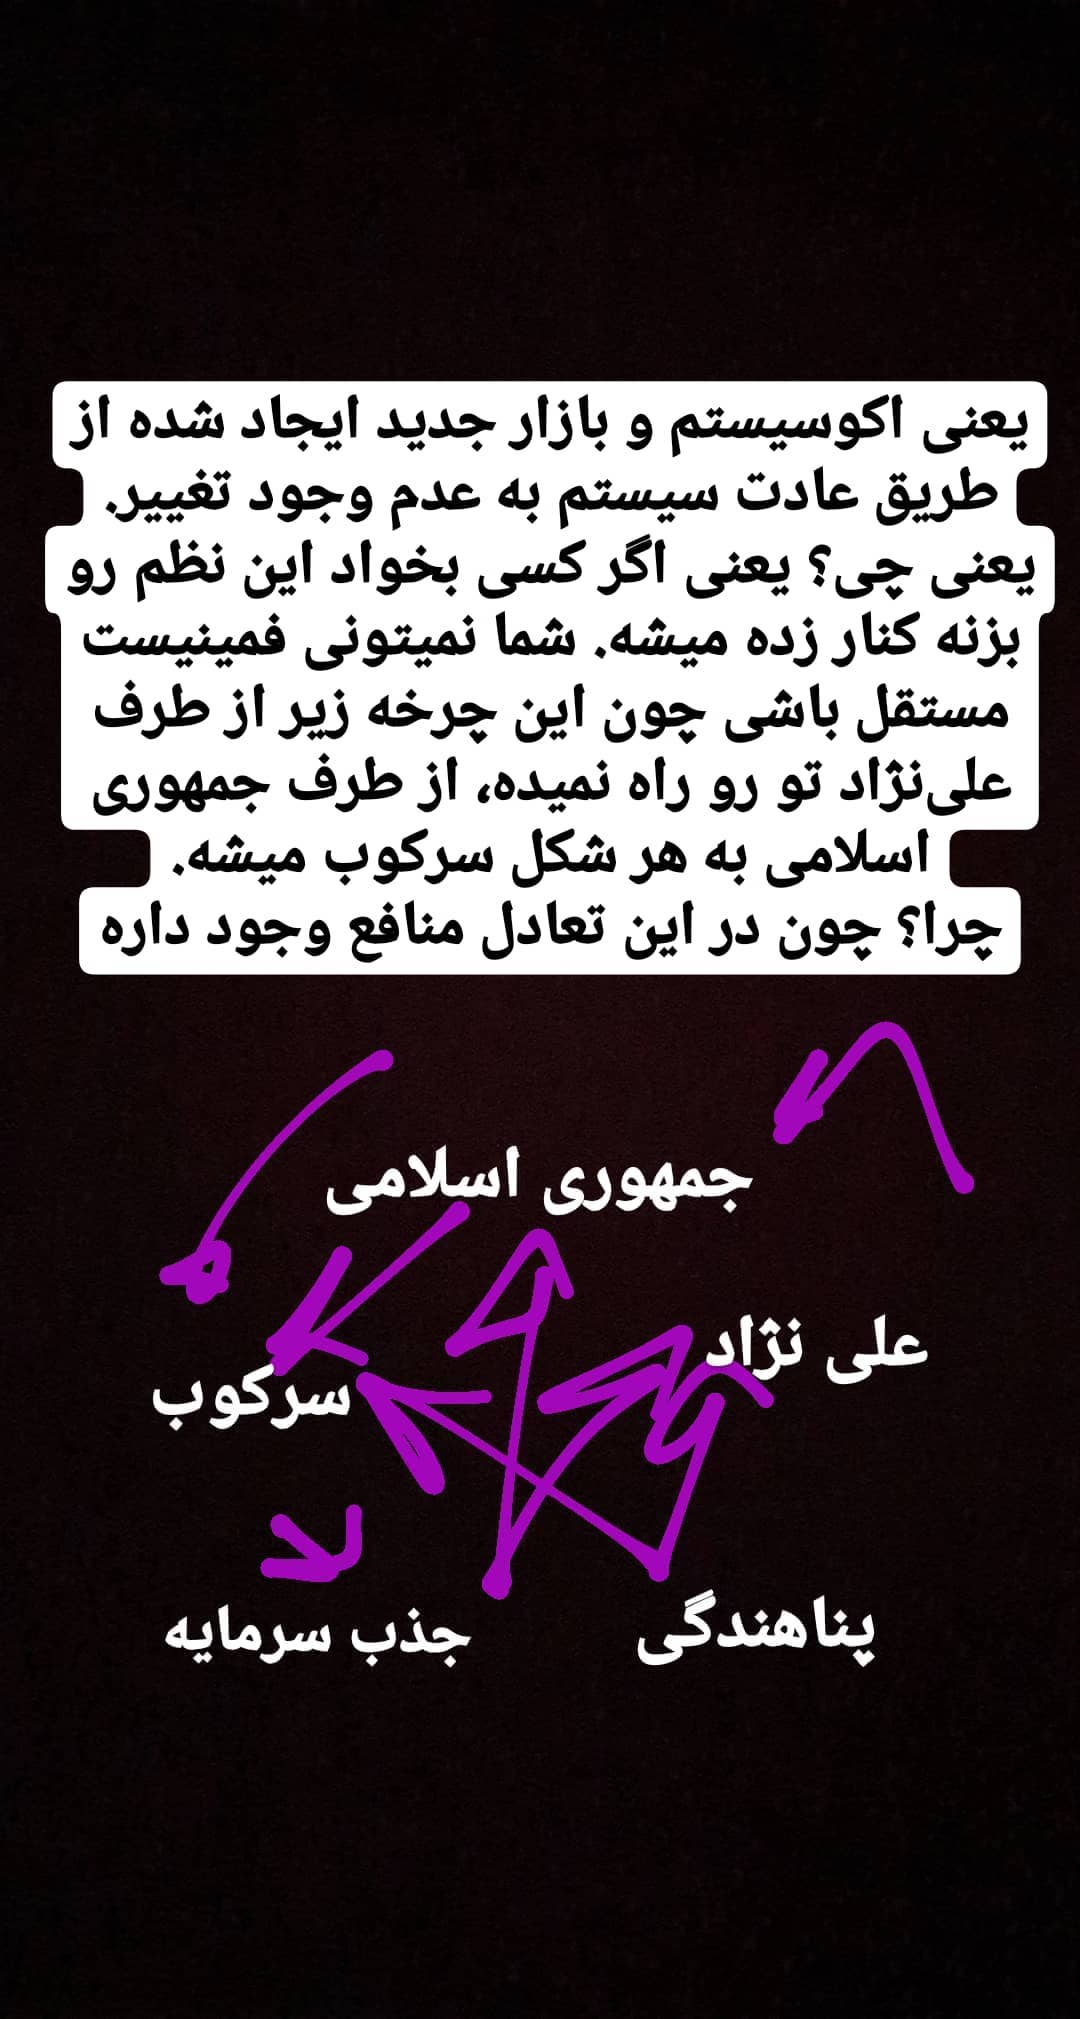 یعنی اکوسیستم و بازار جدید ایجاد شده از
طریق عادت سیستم به عدم وجود تغییر.
یعنی چی؟ یعنی اگر کسی بخواد این نظم رو
بزنه کنار زده میشه. شما نمیتونی فمینیست
مستقل باشی چون این چرخه زیر از طرف
علی‌نژاد تو رو راه نمیده، از طرف جمهوری
اسلامی به هر شکل سرکوب میشه.
چرا؟ چون در این تعادل منافع وجود داره
جمهوری اسلامی
علی نژاد
سرکوب
پناهندگی
جذب سرمایه